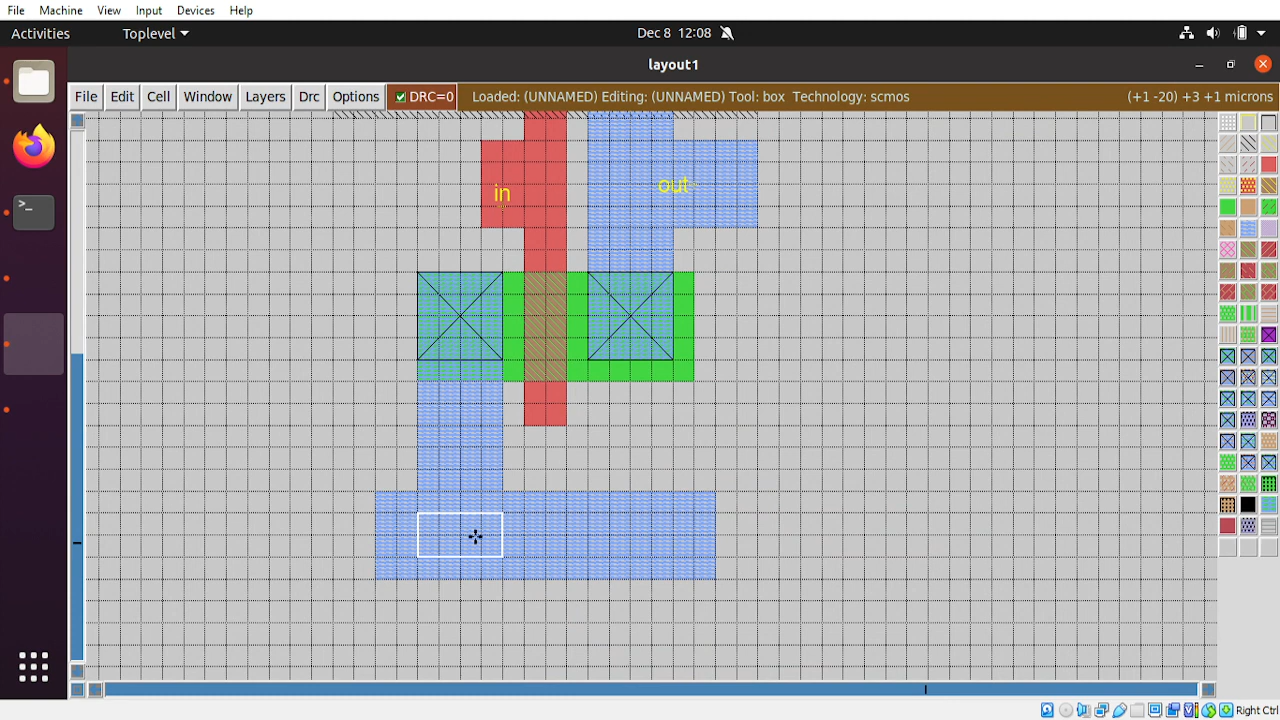 File Machine View Input Devices Help
Activities Toplevel Dec 8 12:08
layout1
File Edit Cell Window Layers Drc Options DRC=0 Loaded: (UNNAMED) Editing: (UNNAMED) Tool: box Technology: scmos (+1 -20) +3 +1 microns
in
out
>_
Right Ctrl